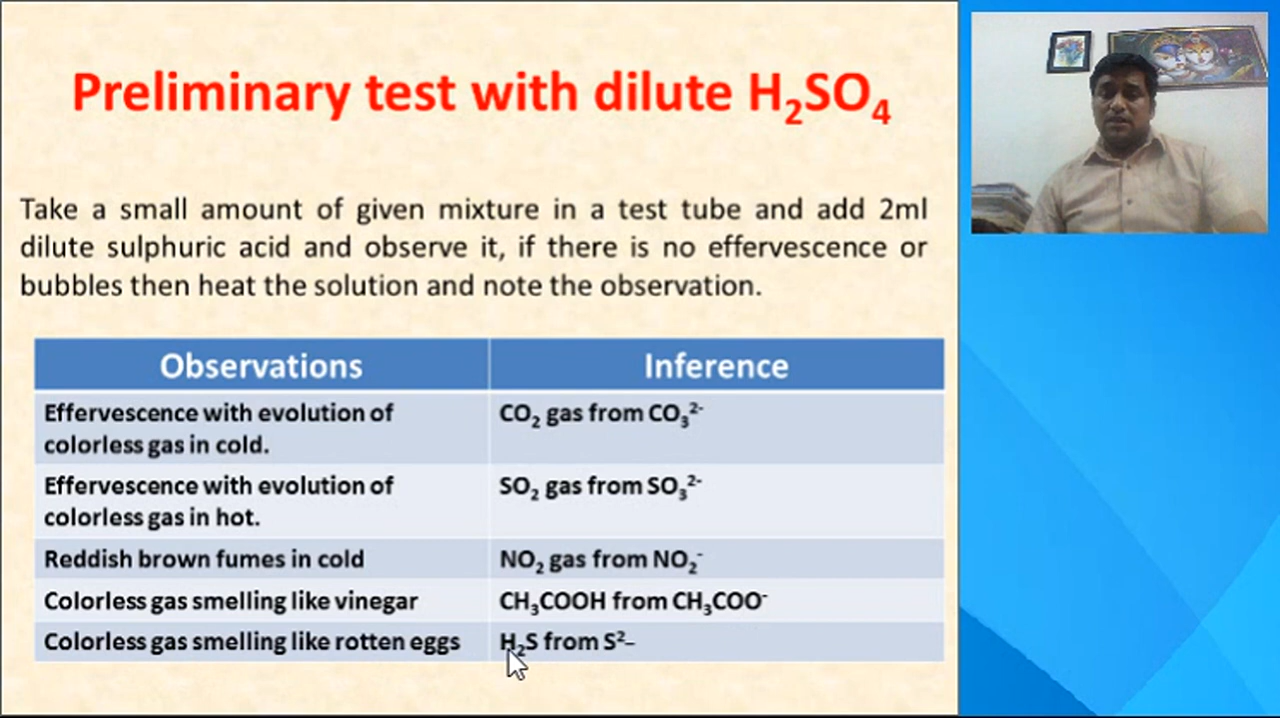 Preliminary test with dilute H₂SO₄
Take a small amount of given mixture in a test tube and add 2ml
dilute sulphuric acid and observe it, if there is no effervescence or
bubbles then heat the solution and note the observation.
Observations Inference
Effervescence with evolution of CO₂ gas from CO₃²⁻
colorless gas in cold.
Effervescence with evolution of SO₂ gas from SO₃²⁻
colorless gas in hot.
Reddish brown fumes in cold NO₂ gas from NO₂⁻
Colorless gas smelling like vinegar CH₃COOH from CH₃COO⁻
Colorless gas smelling like rotten eggs H₂S from S²–